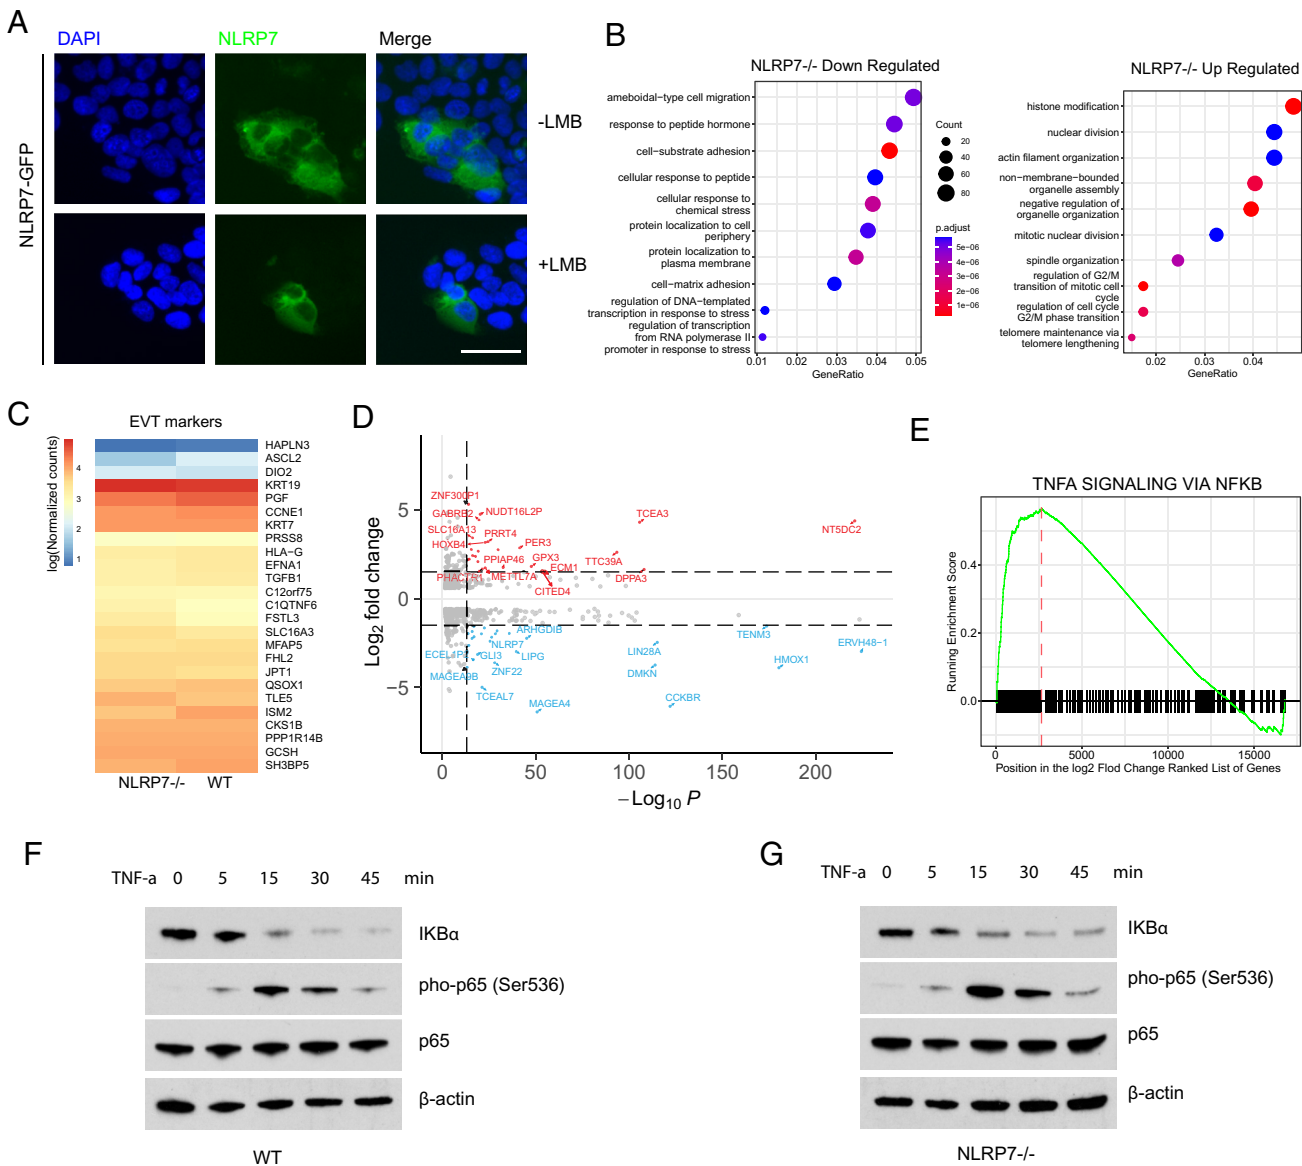 A
DAPI
NLRP7
Merge
NLRP7-GFP
-LMB
+LMB
B
NLRP7-/- Down Regulated
ameboidal-type cell migration
response to peptide hormone
cell-substrate adhesion
cellular response to peptide
cellular response to
chemical stress
protein localization to cell
periphery
protein localization to
plasma membrane
cell-matrix adhesion
regulation of DNA-templated
transcription in response to stress
regulation of transcription
from RNA polymerase II
promoter in response to stress
0.01 0.02 0.03 0.04 0.05
GeneRatio
Count
20
40
60
80
p.adjust
5e-06
4e-06
3e-06
2e-06
1e-06
NLRP7-/- Up Regulated
histone modification
nuclear division
actin filament organization
non-membrane-bounded
organelle assembly
negative regulation of
organelle organization
mitotic nuclear division
spindle organization
regulation of G2/M
transition of mitotic cell
cycle
regulation of cell cycle
G2/M phase transition
telomere maintenance via
telomere lengthening
0.02 0.03 0.04
GeneRatio
C
EVT markers
log(Normalized counts)
4
3
2
1
HAPLN3
ASCL2
DIO2
KRT19
PGF
CCNE1
KRT7
PRSS8
HLA-G
EFNA1
TGFB1
C12orf75
C1QTNF6
FSTL3
SLC16A3
MFAP5
FHL2
JPT1
QSOX1
TLE5
ISM2
CKS1B
PPP1R14B
GCSH
SH3BP5
NLRP7-/- WT
D
Log2 fold change
5
0
−5
ZNF300P1
GABRB2
NUDT16L2P
SLC16A13
PRRT4
HOXB4
PER3
PPIAP46
GPX3
ECM1
PHACTR1
METTL7A
CITED4
TCEA3
TTC39A
DPPA3
NT5DC2
ARHGDIB
NLRP7
ECEL1P2
GLI3
LIPG
ZNF22
MAGEA9B
TCEAL7
MAGEA4
LIN28A
DMKN
CCKBR
TENM3
HMOX1
ERVH48-1
0 50 100 150 200
−Log10 P
E
TNFA SIGNALING VIA NFKB
Running Enrichment Score
0.4
0.2
0.0
0 5000 10000 15000
Position in the log2 Flod Change Ranked List of Genes
F
TNF-a 0 5 15 30 45 min
IKBα
pho-p65 (Ser536)
p65
β-actin
WT
G
TNF-a 0 5 15 30 45 min
IKBα
pho-p65 (Ser536)
p65
β-actin
NLRP7-/-